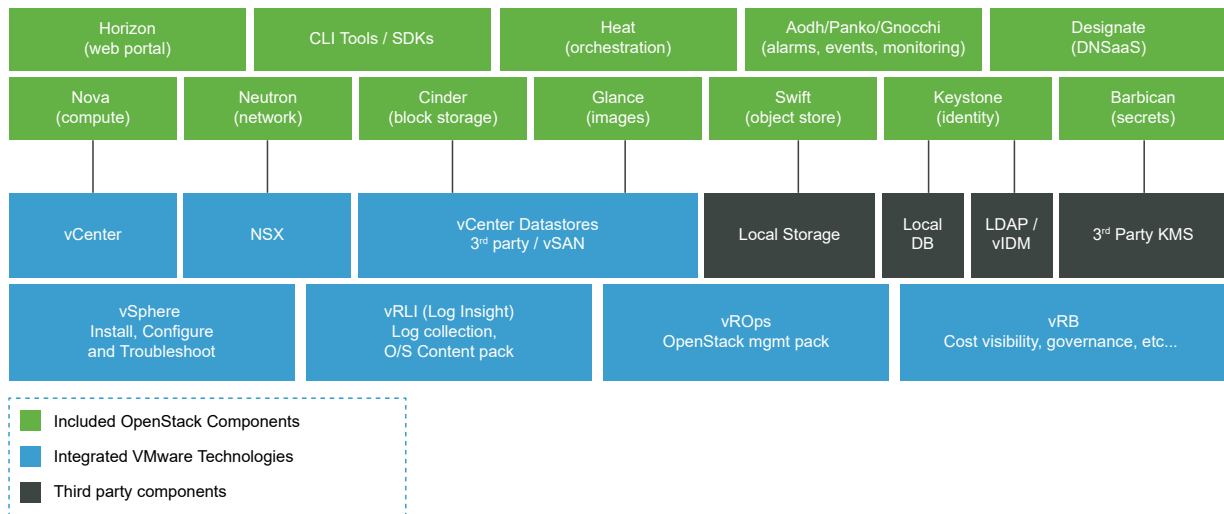 Horizon
(web portal)
CLI Tools / SDKs
Heat
(orchestration)
Aodh/Panko/Gnocchi
(alarms, events, monitoring)
Designate
(DNSaaS)
Nova
(compute)
Neutron
(network)
Cinder
(block storage)
Glance
(images)
Swift
(object store)
Keystone
(identity)
Barbican
(secrets)
vCenter
NSX
vCenter Datastores
3rd party / vSAN
Local Storage
Local
DB
LDAP /
vIDM
3rd Party KMS
vSphere
Install, Configure
and Troubleshoot
vRLI (Log Insight)
Log collection,
O/S Content pack
vROps
OpenStack mgmt pack
vRB
Cost visibility, governance, etc...
Included OpenStack Components
Integrated VMware Technologies
Third party components